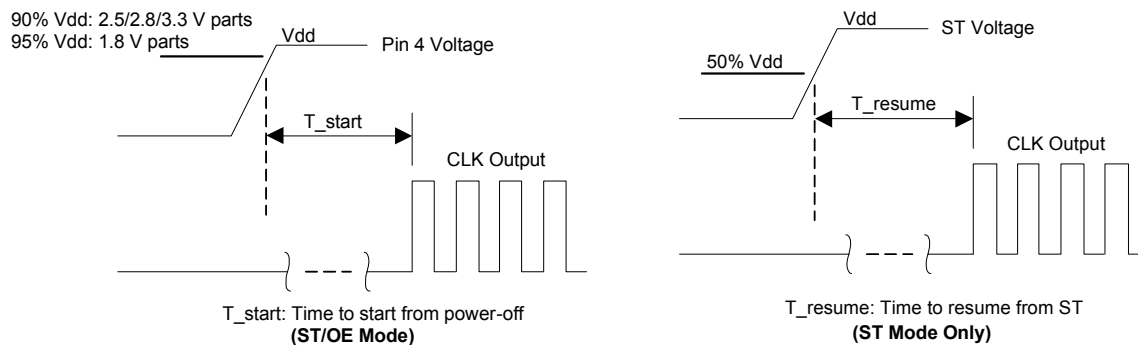 90% Vdd: 2.5/2.8/3.3 V parts
95% Vdd: 1.8 V parts
Vdd
Pin 4 Voltage
T_start
CLK Output
T_start: Time to start from power-off
(ST/OE Mode)
Vdd
ST Voltage
50% Vdd
T_resume
CLK Output
T_resume: Time to resume from ST
(ST Mode Only)